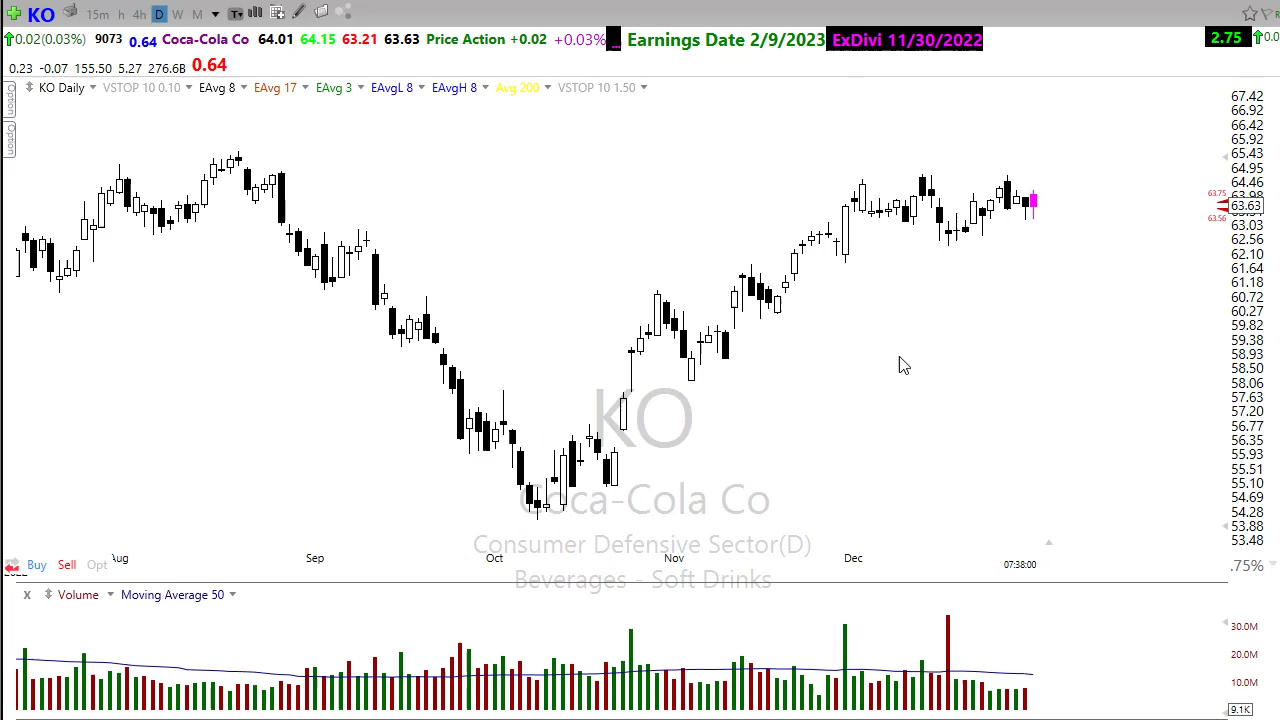 KO 15m h 4h D W M T
0.02(0.03%) 9073 0.64 Coca-Cola Co 64.01 64.15 63.21 63.63 Price Action +0.02 +0.03% Earnings Date 2/9/2023 ExDivi 11/30/2022 2.75
0.23 -0.07 155.50 5.27 276.6B 0.64
KO Daily VSTOP 10 0.10 EAvg 8 EAvg 17 EAvg 3 EAvgL 8 EAvgH 8 Avg 200 VSTOP 10 1.50
Option
Option
67.42
66.92
66.42
65.92
65.43
64.95
64.46
63.98
63.75
63.63
63.56
63.03
62.56
62.10
61.64
61.18
60.72
60.27
59.82
59.38
58.93
58.50
58.06
57.63
57.20
56.77
56.35
55.93
55.51
55.10
54.69
54.28
53.88
53.48
KO
Coca-Cola Co
Consumer Defensive Sector(D)
Beverages - Soft Drinks
Aug Sep Oct Nov Dec
Buy Sell Opt 07:38:00 .75%
x Volume Moving Average 50
30.0M
20.0M
10.0M
9.1K